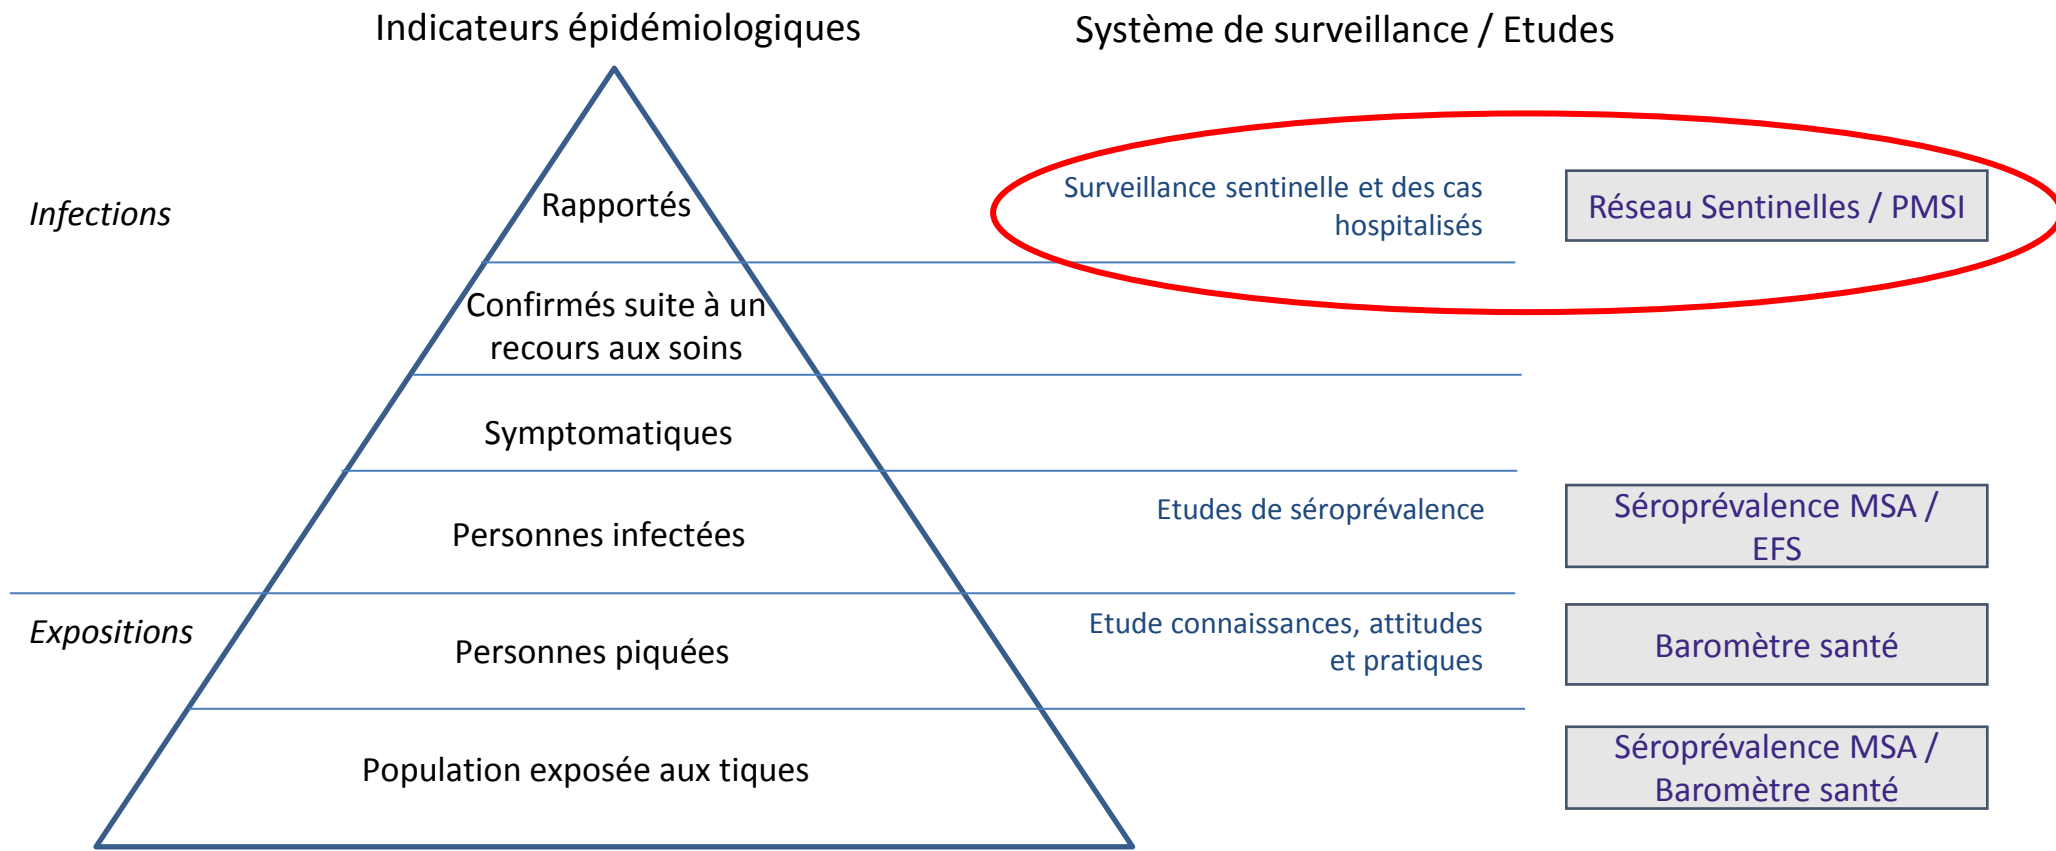 Indicateurs épidémiologiques
Système de surveillance / Etudes
Infections
Rapportés
Surveillance sentinelle et des cas
hospitalisés
Réseau Sentinelles / PMSI
Confirmés suite à un
recours aux soins
Symptomatiques
Personnes infectées
Etudes de séroprévalence
Séroprévalence MSA /
EFS
Expositions
Personnes piquées
Etude connaissances, attitudes
et pratiques
Baromètre santé
Population exposée aux tiques
Séroprévalence MSA /
Baromètre santé